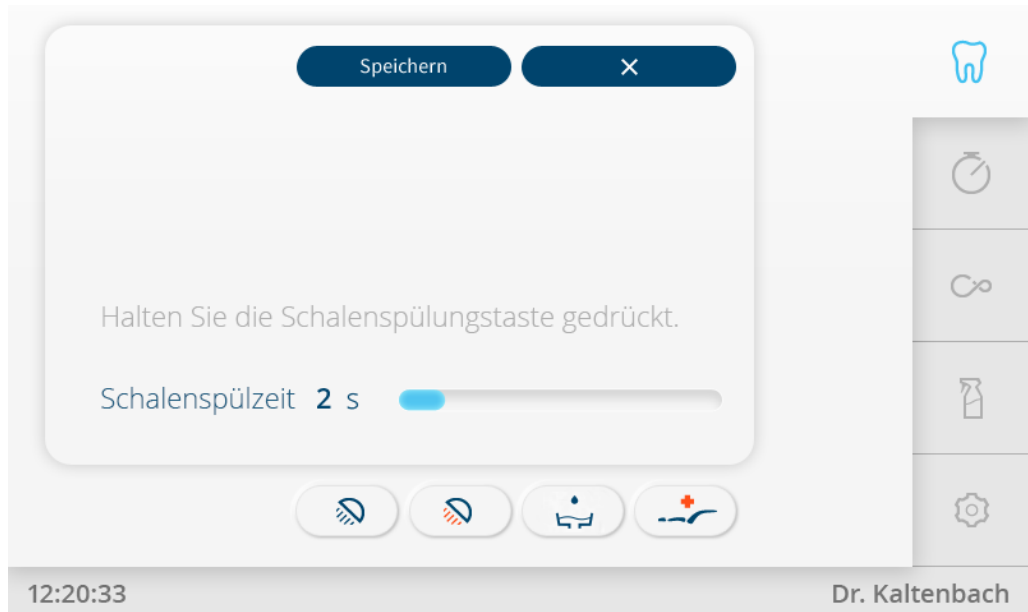 Speichern
Halten Sie die Schalenspülungstaste gedrückt.
Schalenspülzeit 2 s
12:20:33 Dr. Kaltenbach